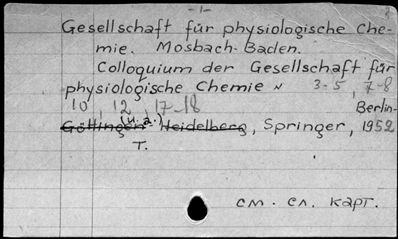 -1-
Gesellschaft für physiologische Che-
mie. Mosbach-Baden.
Colloquium der Gesellschaft für
physiologische Chemie N 3-5, 7-8
10, 12, 17-18 Berlin-
Göttingen (u.a.) Heidelberg, Springer, 1952
T.
см. сл. карт.